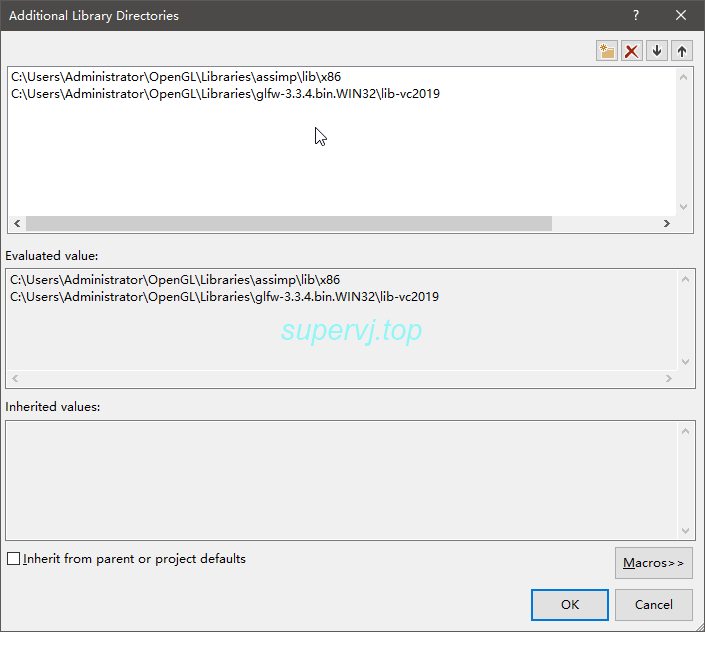 Additional Library Directories
?
C:\Users\Administrator\OpenGL\Libraries\assimp\lib\x86
C:\Users\Administrator\OpenGL\Libraries\glfw-3.3.4.bin.WIN32\lib-vc2019
Evaluated value:
C:\Users\Administrator\OpenGL\Libraries\assimp\lib\x86
C:\Users\Administrator\OpenGL\Libraries\glfw-3.3.4.bin.WIN32\lib-vc2019
supervj.top
Inherited values:
Inherit from parent or project defaults
Macros>>
OK
Cancel